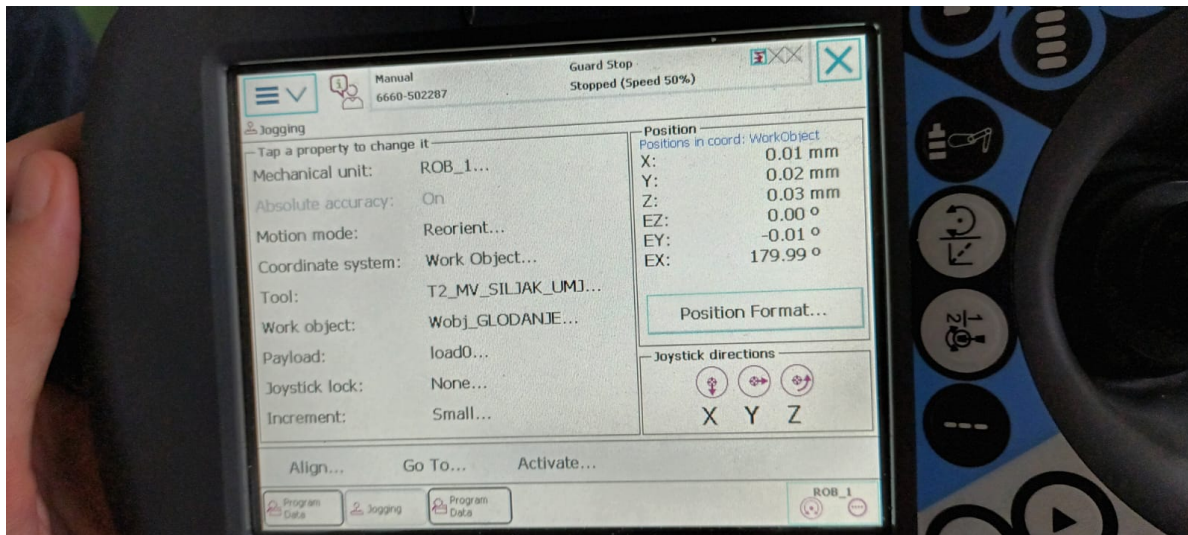 Manual
6660-502287
Guard Stop
Stopped (Speed 50%)
Jogging
Tap a property to change it
Mechanical unit: ROB_1...
Absolute accuracy: On
Motion mode: Reorient...
Coordinate system: Work Object...
Tool: T2_MV_SILJAK_UMJ...
Work object: Wobj_GLODANJE...
Payload: load0...
Joystick lock: None...
Increment: Small...
Position
Positions in coord: WorkObject
X: 0.01 mm
Y: 0.02 mm
Z: 0.03 mm
EZ: 0.00 º
EY: -0.01 º
EX: 179.99 º
Position Format...
Joystick directions
X Y Z
Align... Go To... Activate...
Program Data
Jogging
Program Data
ROB_1
1
2